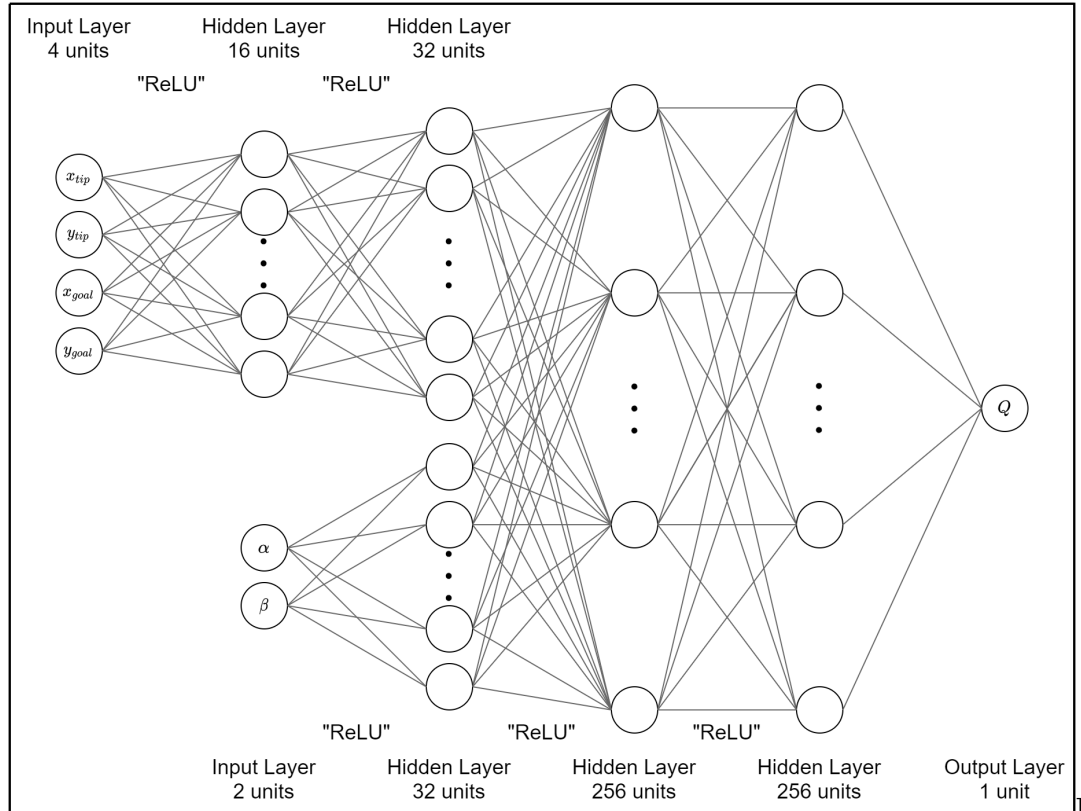 Input Layer
4 units
Hidden Layer
16 units
Hidden Layer
32 units
"ReLU"
"ReLU"
x_tip
y_tip
x_goal
y_goal
Q
α
β
"ReLU"
"ReLU"
"ReLU"
Input Layer
2 units
Hidden Layer
32 units
Hidden Layer
256 units
Hidden Layer
256 units
Output Layer
1 unit